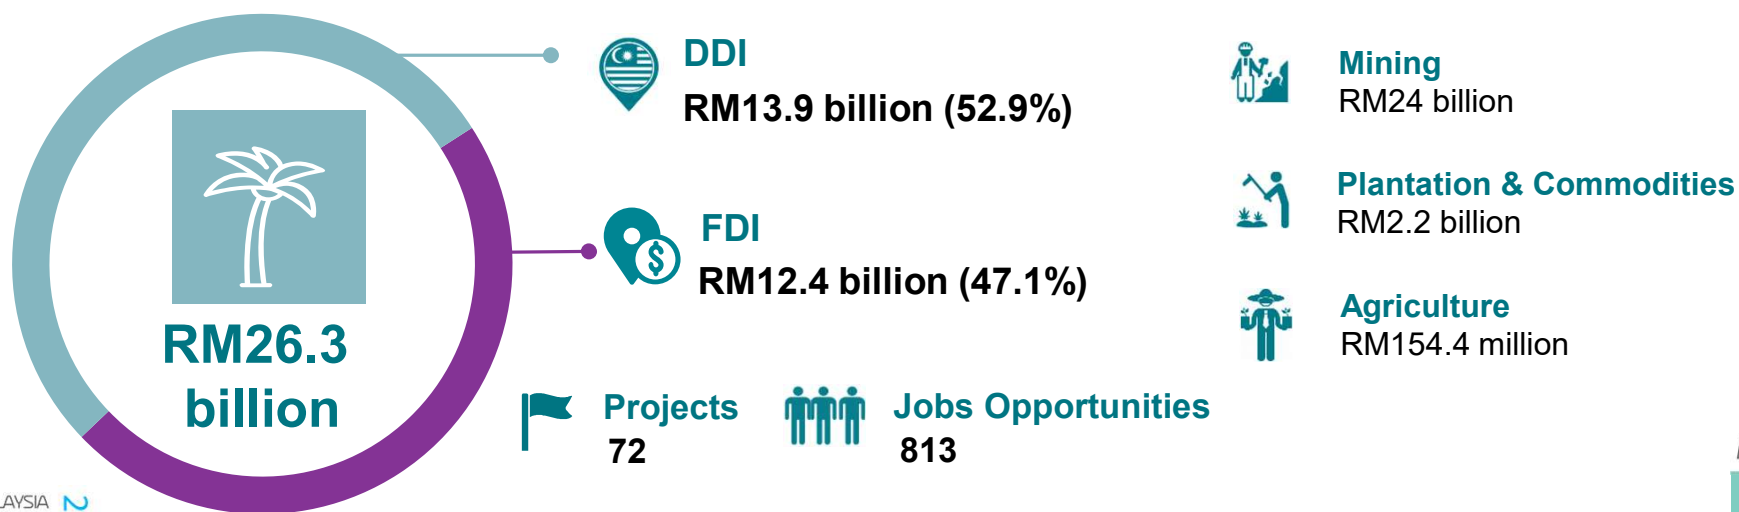 RM26.3
billion
DDI
RM13.9 billion (52.9%)
$
FDI
RM12.4 billion (47.1%)
Projects
72
Jobs Opportunities
813
Mining
RM24 billion
Plantation & Commodities
RM2.2 billion
Agriculture
RM154.4 million